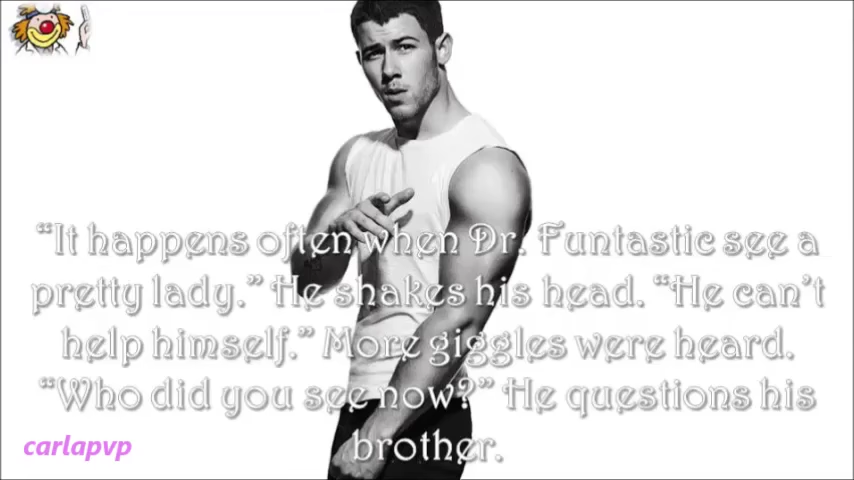 “It happens often when Dr. Funtastic see a
pretty lady.” He shakes his head. “He can’t
help himself.” More giggles were heard.
“Who did you see now?” He questions his
brother.
carlapvp